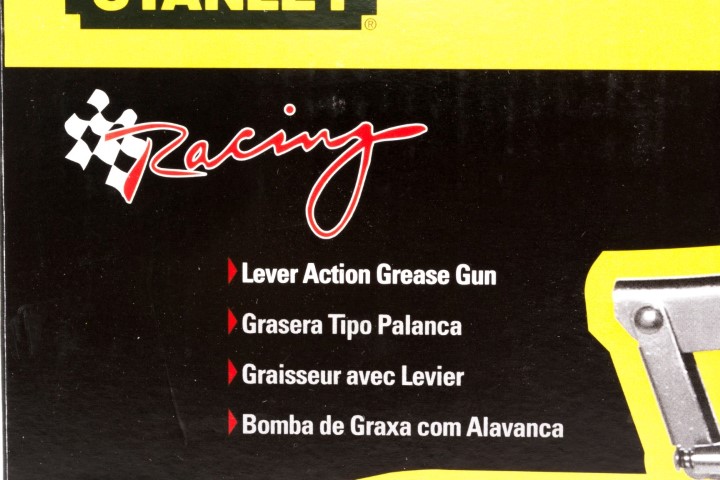 STANLEY
®
Racing
Lever Action Grease Gun
Grasera Tipo Palanca
Graisseur avec Levier
Bomba de Graxa com Alavanca